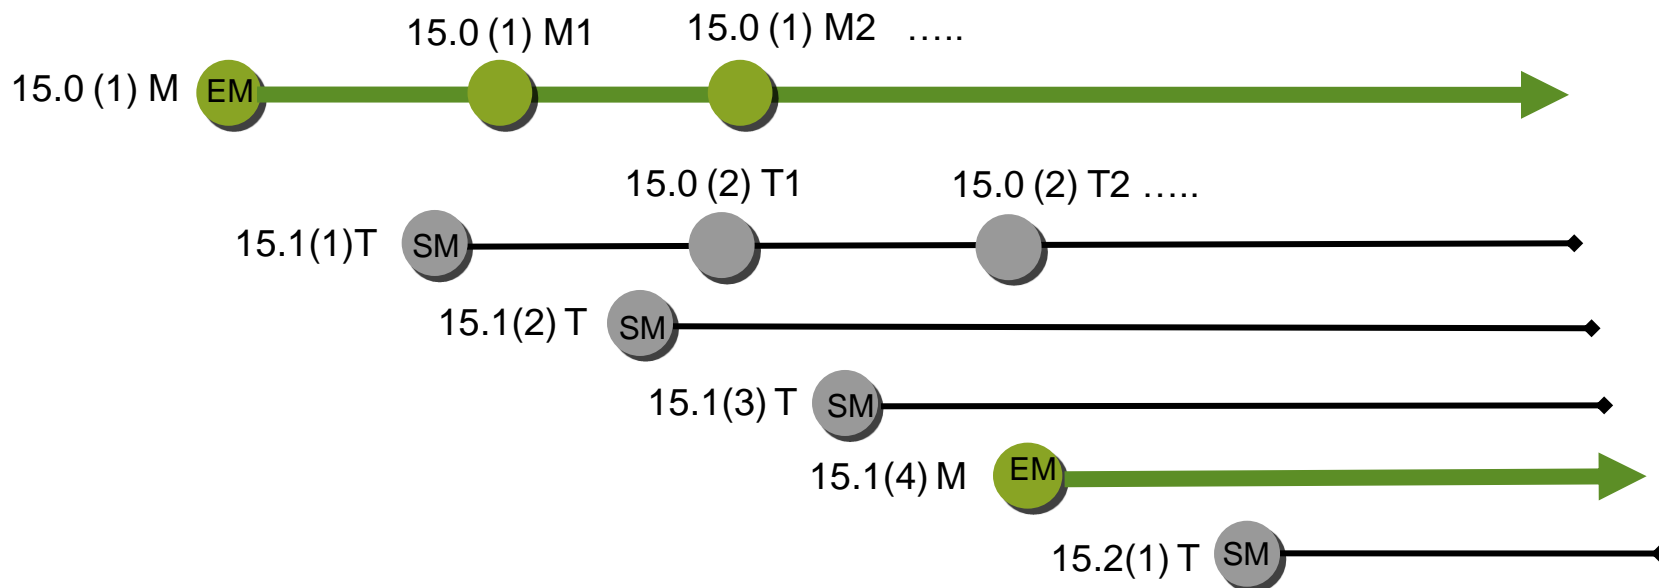 15.0 (1) M1
15.0 (1) M2 …..
15.0 (1) M
EM
15.0 (2) T1
15.0 (2) T2 …..
15.1(1)T
SM
15.1(2) T
SM
15.1(3) T
SM
15.1(4) M
EM
15.2(1) T
SM